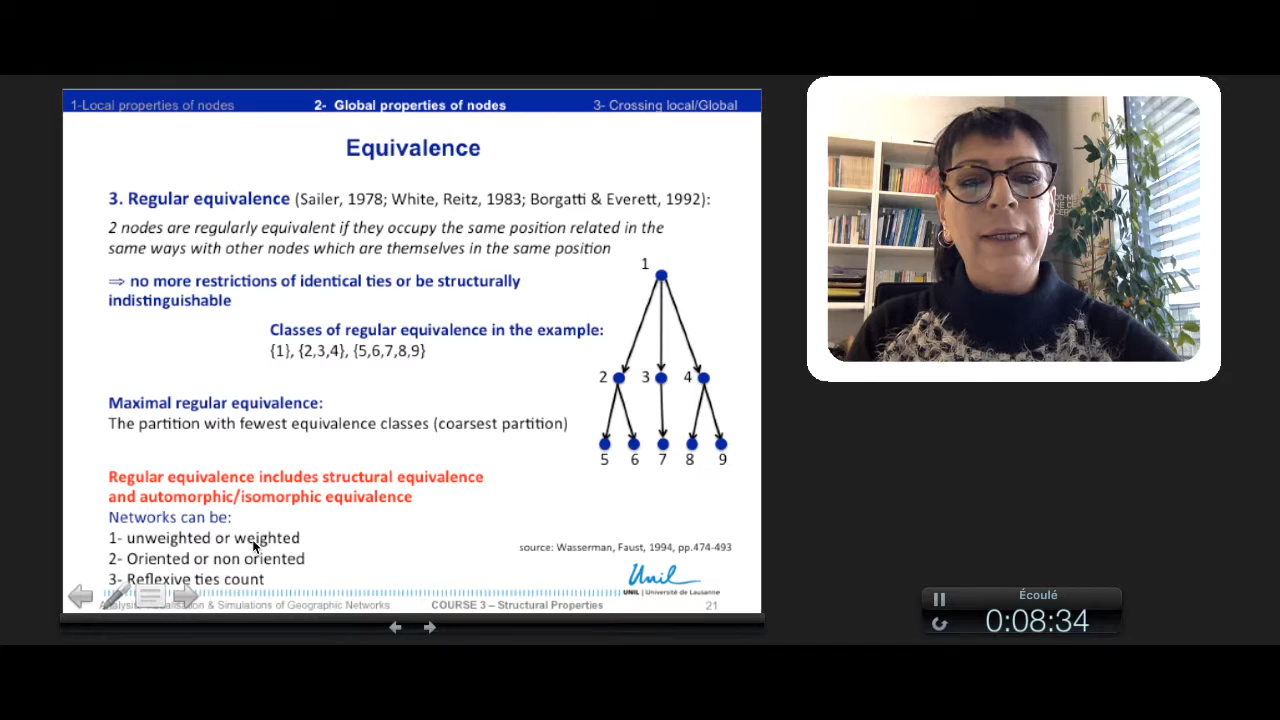 1-Local properties of nodes 2- Global properties of nodes 3- Crossing local/Global
Equivalence
3. Regular equivalence (Sailer, 1978; White, Reitz, 1983; Borgatti & Everett, 1992):
2 nodes are regularly equivalent if they occupy the same position related in the
same ways with other nodes which are themselves in the same position
⇒ no more restrictions of identical ties or be structurally
indistinguishable
Classes of regular equivalence in the example:
{1}, {2,3,4}, {5,6,7,8,9}
1
2 3 4
5 6 7 8 9
Maximal regular equivalence:
The partition with fewest equivalence classes (coarsest partition)
Regular equivalence includes structural equivalence
and automorphic/isomorphic equivalence
Networks can be:
1- unweighted or weighted
2- Oriented or non oriented
3- Reflexive ties count
source: Wasserman, Faust, 1994, pp.474-493
Unil
UNIL | Université de Lausanne
& Simulations of Geographic Networks COURSE 3 – Structural Properties 21
Écoulé
0:08:34